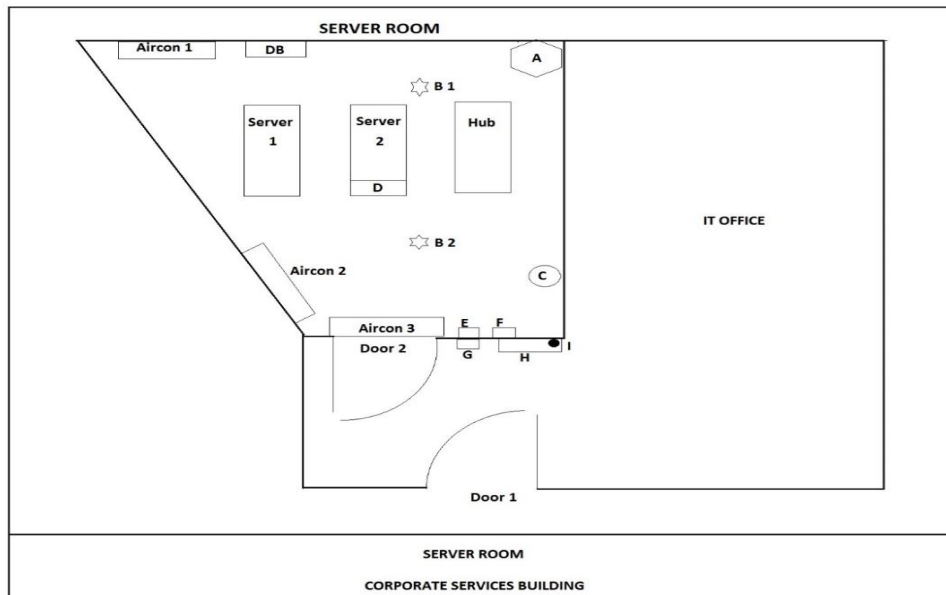 SERVER ROOM
Aircon 1
DB
A
B 1
Server
1
Server
2
Hub
D
IT OFFICE
B 2
Aircon 2
C
Aircon 3
E
F
Door 2
G
H
I
Door 1
SERVER ROOM
CORPORATE SERVICES BUILDING